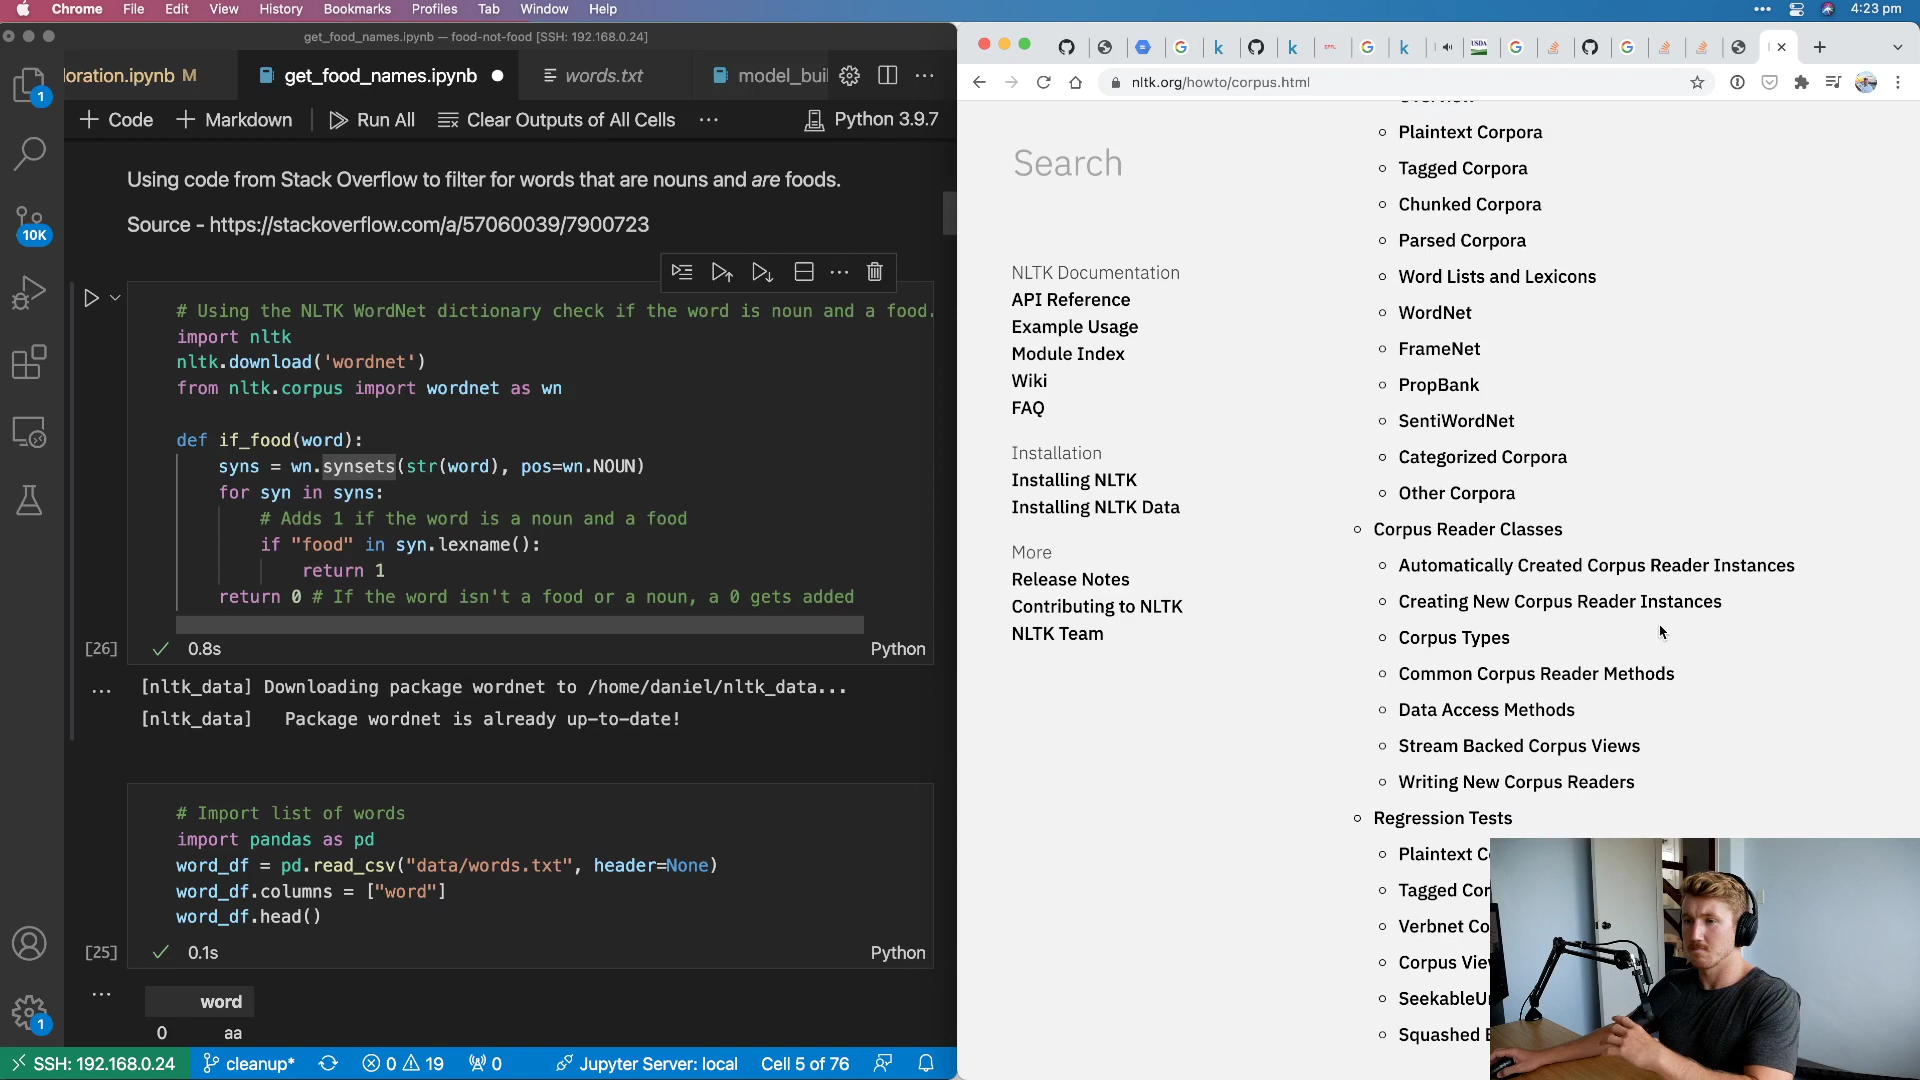 Chrome File Edit View History Bookmarks Profiles Tab Window Help
4:23 pm
get_food_names.ipynb — food-not-food [SSH: 192.168.0.24]
loration.ipynb M
get_food_names.ipynb
words.txt
model_bui
+ Code + Markdown Run All Clear Outputs of All Cells ... Python 3.9.7
1
10K
1
Using code from Stack Overflow to filter for words that are nouns and are foods.
Source - https://stackoverflow.com/a/57060039/7900723
# Using the NLTK WordNet dictionary check if the word is noun and a food.
import nltk
nltk.download('wordnet')
from nltk.corpus import wordnet as wn
def if_food(word):
syns = wn.synsets(str(word), pos=wn.NOUN)
for syn in syns:
# Adds 1 if the word is a noun and a food
if "food" in syn.lexname():
return 1
return 0 # If the word isn't a food or a noun, a 0 gets added
[26] 0.8s Python
[nltk_data] Downloading package wordnet to /home/daniel/nltk_data...
[nltk_data] Package wordnet is already up-to-date!
# Import list of words
import pandas as pd
word_df = pd.read_csv("data/words.txt", header=None)
word_df.columns = ["word"]
word_df.head()
[25] 0.1s Python
word
0 aa
SSH: 192.168.0.24 cleanup* 0 19 0 Jupyter Server: local Cell 5 of 76
USDA
nltk.org/howto/corpus.html
Search
NLTK Documentation
API Reference
Example Usage
Module Index
Wiki
FAQ
Installation
Installing NLTK
Installing NLTK Data
More
Release Notes
Contributing to NLTK
NLTK Team
Overview
Plaintext Corpora
Tagged Corpora
Chunked Corpora
Parsed Corpora
Word Lists and Lexicons
WordNet
FrameNet
PropBank
SentiWordNet
Categorized Corpora
Other Corpora
Corpus Reader Classes
Automatically Created Corpus Reader Instances
Creating New Corpus Reader Instances
Corpus Types
Common Corpus Reader Methods
Data Access Methods
Stream Backed Corpus Views
Writing New Corpus Readers
Regression Tests
Plaintext C
Tagged Cor
Verbnet Co
Corpus Vie
SeekableU
Squashed